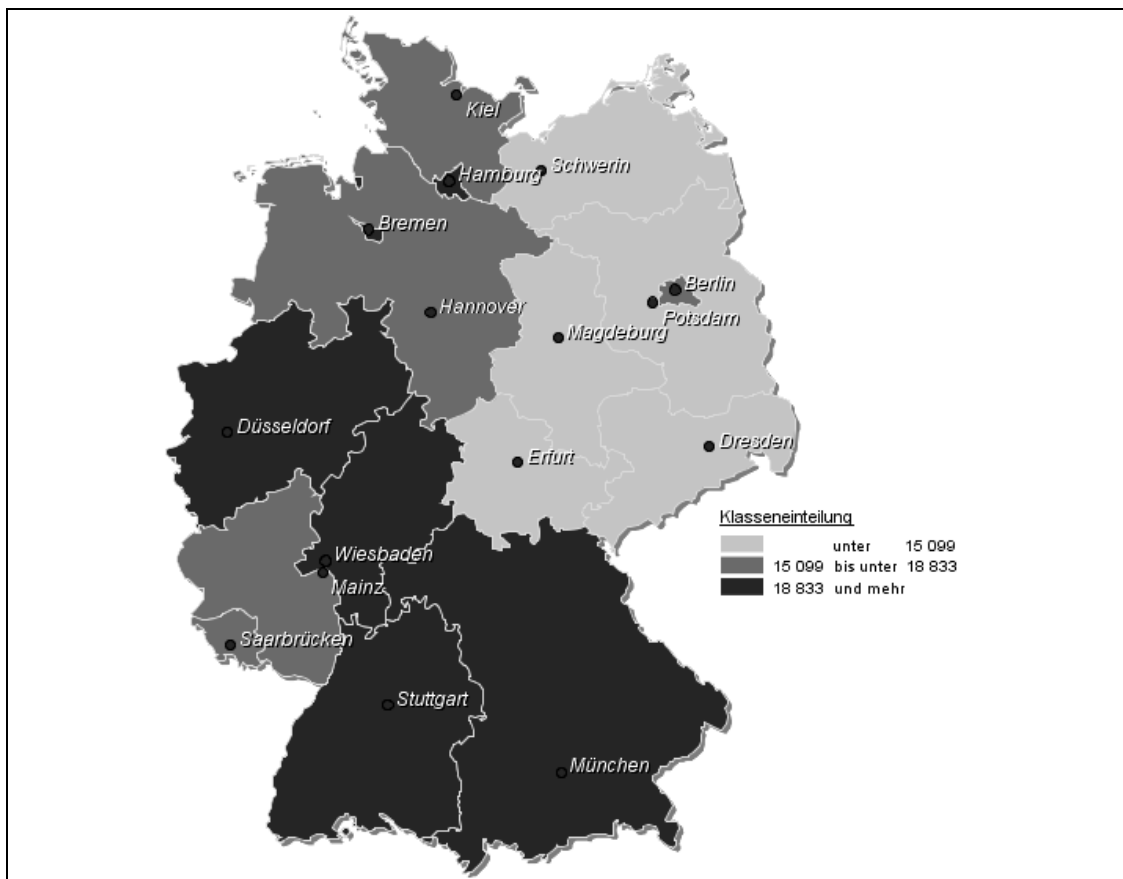 Kiel
Schwerin
Hamburg
Bremen
Berlin
Hannover
Potsdam
Magdeburg
Düsseldorf
Dresden
Erfurt
Klasseneinteilung
unter 15 099
15 099 bis unter 18 833
18 833 und mehr
Wiesbaden
Mainz
Saarbrücken
Stuttgart
München